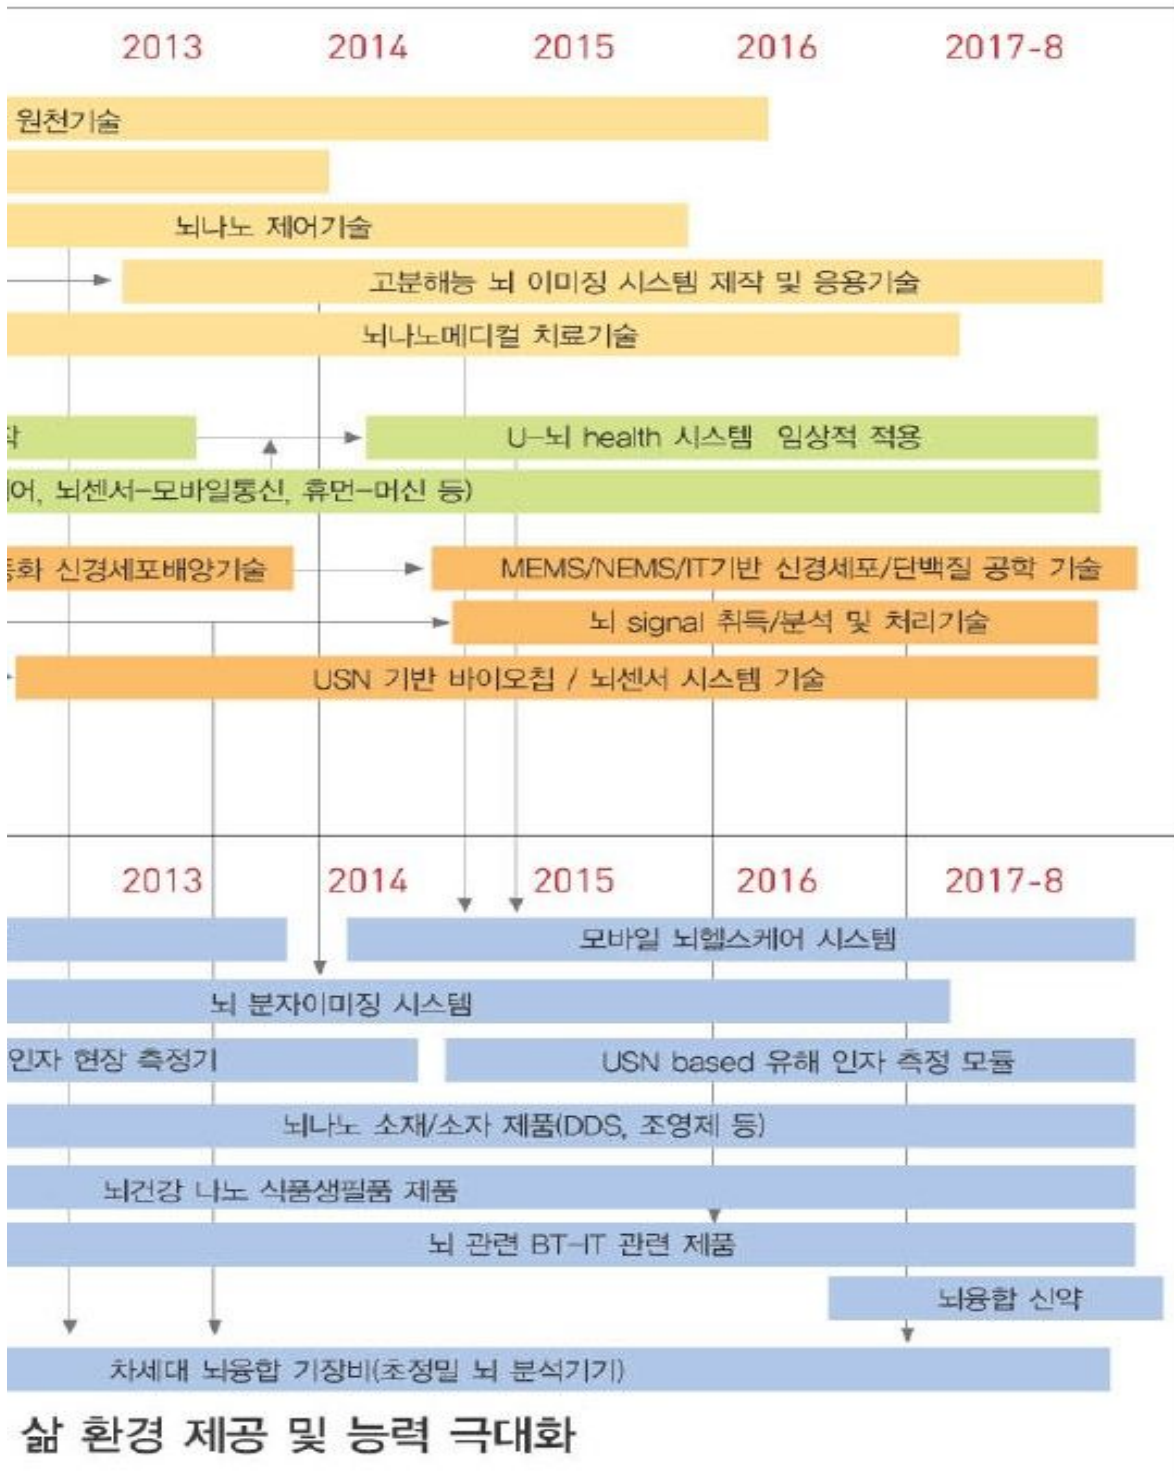 2013 2014 2015 2016 2017-8
원천기술
뇌나노 제어기술
고분해능 뇌 이미징 시스템 제작 및 응용기술
뇌나노메디컬 치료기술
U-뇌 health 시스템 임상적 적용
어, 뇌센서-모바일통신, 휴먼-머신 등)
화 신경세포배양기술
MEMS/NEMS/IT기반 신경세포/단백질 공학 기술
뇌 signal 취득/분석 및 처리기술
USN 기반 바이오칩 / 뇌센서 시스템 기술
2013 2014 2015 2016 2017-8
모바일 뇌헬스케어 시스템
뇌 분자이미징 시스템
인자 현장 측정기
USN based 유해 인자 측정 모듈
뇌나노 소재/소자 제품(DDS, 조영제 등)
뇌건강 나노 식품생필품 제품
뇌 관련 BT-IT 관련 제품
뇌융합 신약
차세대 뇌융합 기장비(초정밀 뇌 분석기기)
삶 환경 제공 및 능력 극대화